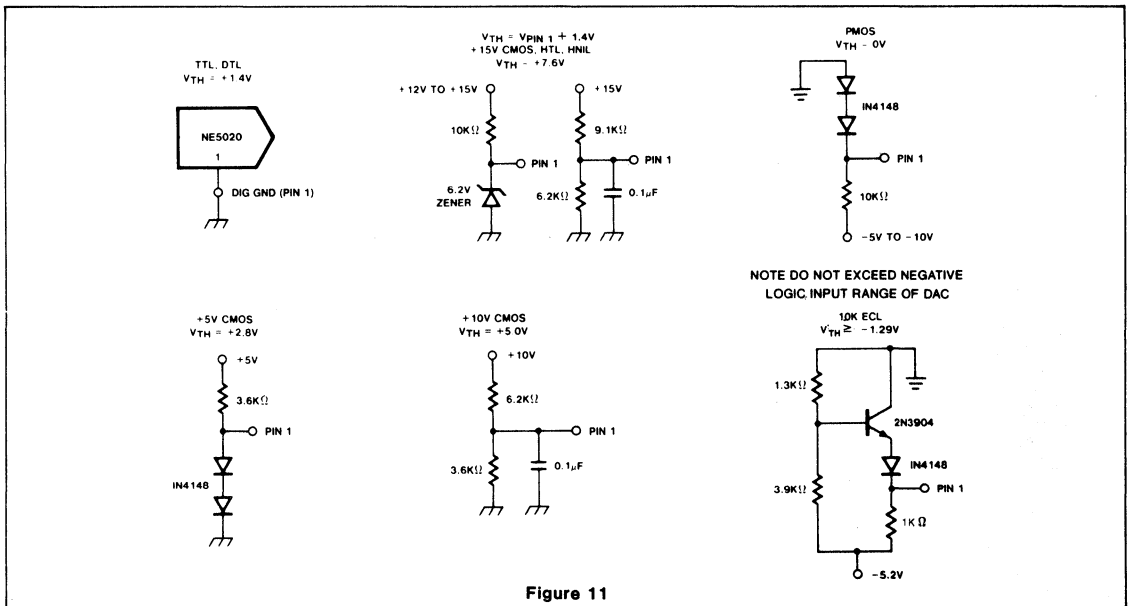 TTL, DTL
VTH = +1.4V
NE5020
1
DIG GND (PIN 1)
VTH = VPIN 1 + 1.4V
+15V CMOS, HTL, HNIL
VTH - +7.6V
+12V TO +15V
10KΩ
PIN 1
6.2V
ZENER
+15V
9.1KΩ
PIN 1
6.2KΩ
0.1μF
PMOS
VTH - 0V
IN4148
PIN 1
10KΩ
-5V TO -10V
NOTE DO NOT EXCEED NEGATIVE
LOGIC INPUT RANGE OF DAC
+5V CMOS
VTH = +2.8V
+5V
3.6KΩ
PIN 1
IN4148
+10V CMOS
VTH = +5.0V
+10V
6.2KΩ
PIN 1
3.6KΩ
0.1μF
10K ECL
VTH ≥ -1.29V
1.3KΩ
2N3904
IN4148
3.9KΩ
PIN 1
1KΩ
-5.2V
Figure 11